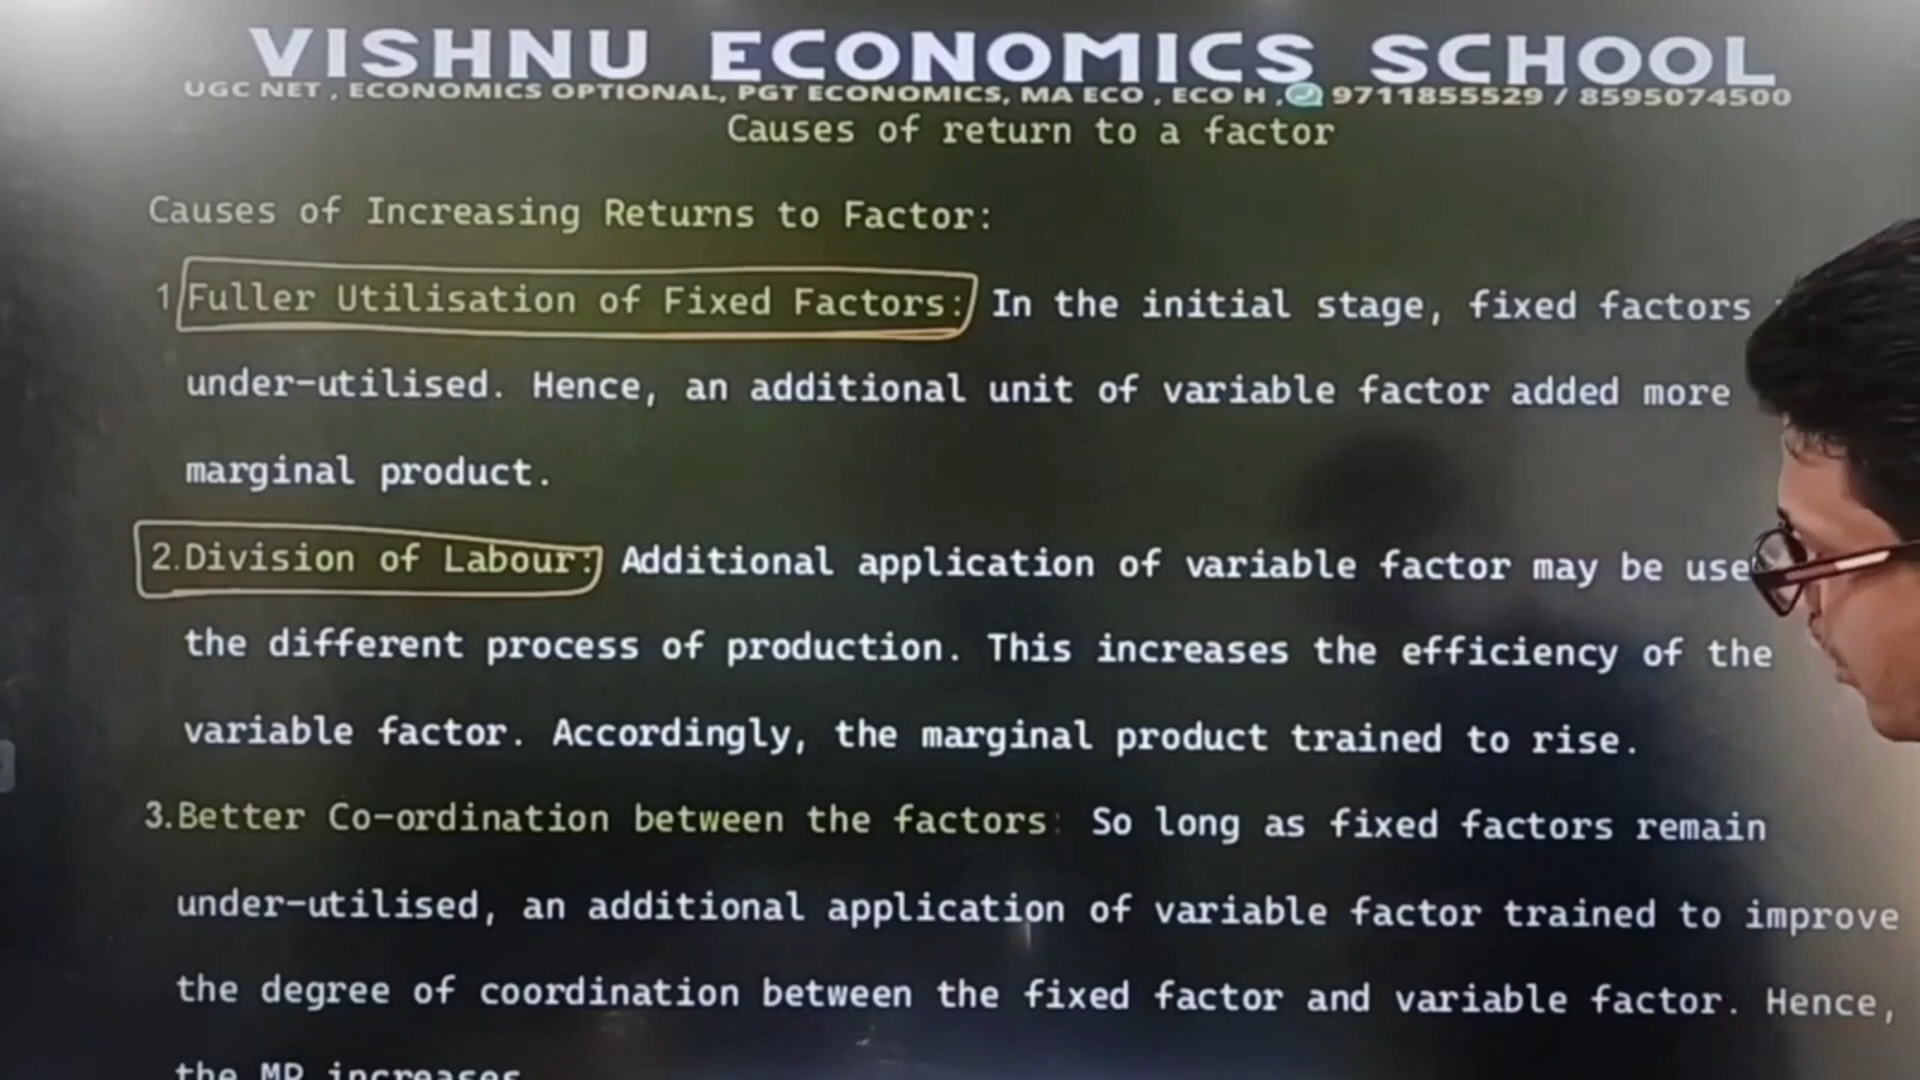 VISHNU ECONOMICS SCHOOL
UGC NET , ECONOMICS OPTIONAL, PGT ECONOMICS, MA ECO , ECO H , 9711855529 / 8595074500
Causes of return to a factor
Causes of Increasing Returns to Factor:
1 Fuller Utilisation of Fixed Factors: In the initial stage, fixed factors
under-utilised. Hence, an additional unit of variable factor added more
marginal product.
2.Division of Labour: Additional application of variable factor may be use
the different process of production. This increases the efficiency of the
variable factor. Accordingly, the marginal product trained to rise.
3.Better Co-ordination between the factors: So long as fixed factors remain
under-utilised, an additional application of variable factor trained to improve
the degree of coordination between the fixed factor and variable factor. Hence,
the MP increases